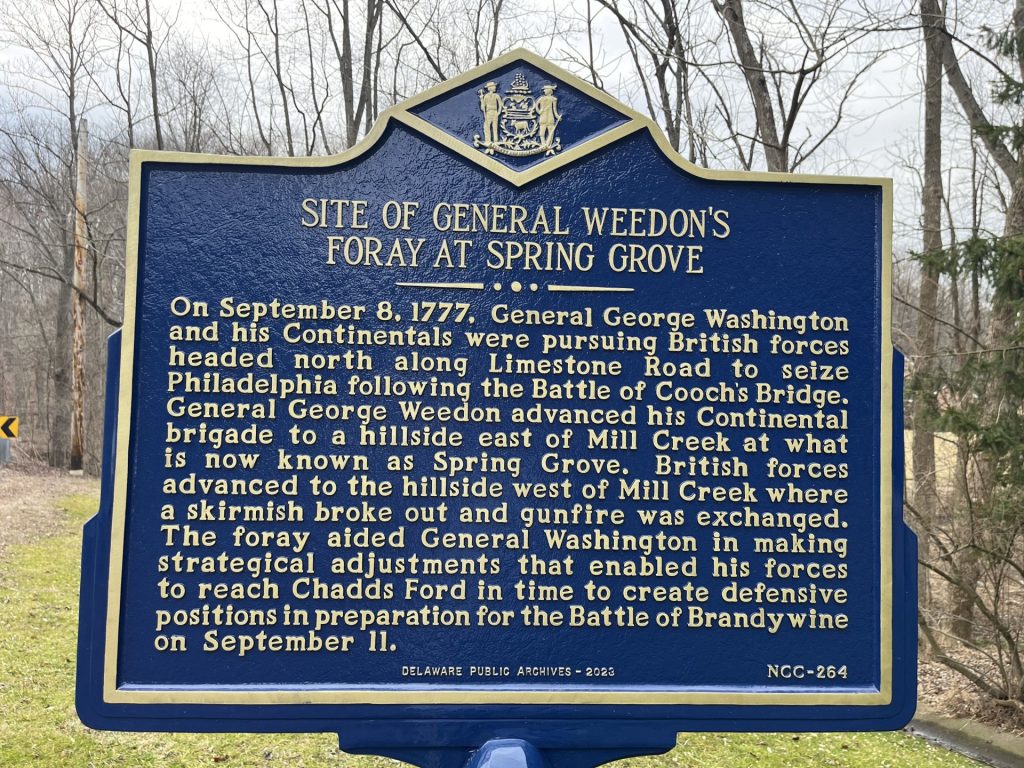 SITE OF GENERAL WEEDON'S
FORAY AT SPRING GROVE
On September 8, 1777, General George Washington
and his Continentals were pursuing British forces
headed north along Limestone Road to seize
Philadelphia following the Battle of Cooch's Bridge.
General George Weedon advanced his Continental
brigade to a hillside east of Mill Creek at what
is now known as Spring Grove. British forces
advanced to the hillside west of Mill Creek where
a skirmish broke out and gunfire was exchanged.
The foray aided General Washington in making
strategical adjustments that enabled his forces
to reach Chadds Ford in time to create defensive
positions in preparation for the Battle of Brandywine
on September 11.
DELAWARE PUBLIC ARCHIVES - 2023
NCC-264